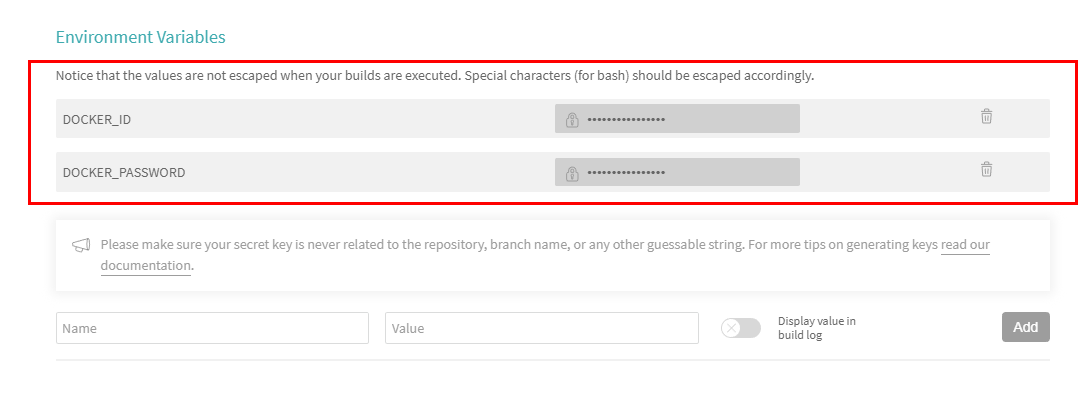 Environment Variables
Notice that the values are not escaped when your builds are executed. Special characters (for bash) should be escaped accordingly.
DOCKER_ID ••••••••••••••••
DOCKER_PASSWORD ••••••••••••••••
Please make sure your secret key is never related to the repository, branch name, or any other guessable string. For more tips on generating keys read our
documentation.
Name Value Display value in
build log Add